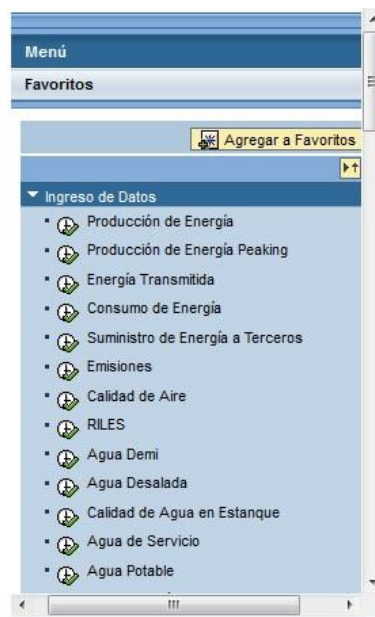 Menú
Favoritos
Agregar a Favoritos
Ingreso de Datos
Producción de Energía
Producción de Energía Peaking
Energía Transmitida
Consumo de Energía
Suministro de Energía a Terceros
Emisiones
Calidad de Aire
RILES
Agua Demi
Agua Desalada
Calidad de Agua en Estanque
Agua de Servicio
Agua Potable